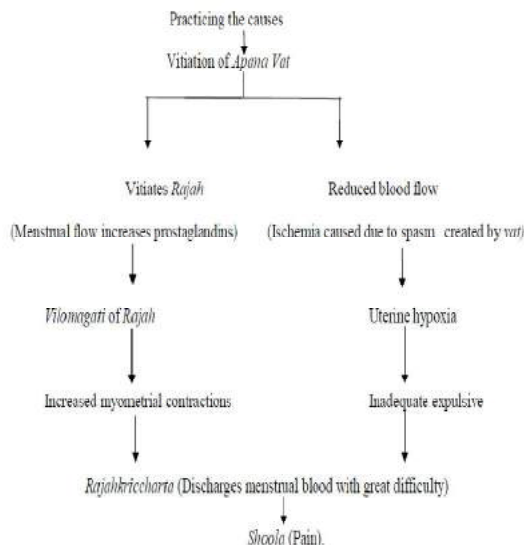 Practicing the causes
Vitiation of Apana Vat
Vitiates Rajah
Reduced blood flow
(Menstrual flow increases prostaglandins)
(Ischemia caused due to spasm created by vat)
Vilomagati of Rajah
Uterine hypoxia
Increased myometrial contractions
Inadequate expulsive
Rajahkriccharta (Discharges menstrual blood with great difficulty)
Shoola (Pain).